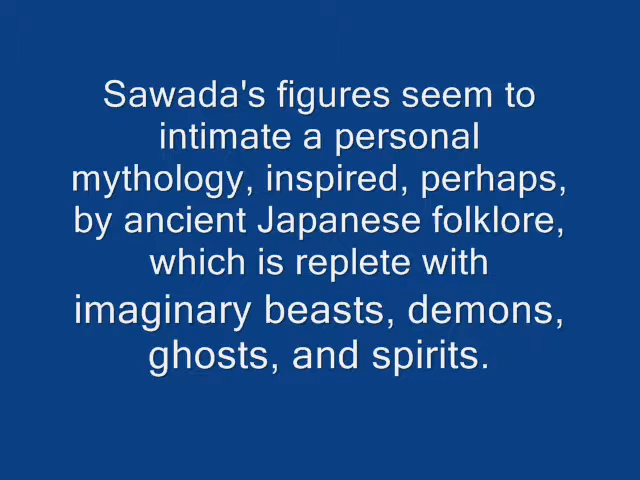 Sawada's figures seem to
intimate a personal
mythology, inspired, perhaps,
by ancient Japanese folklore,
which is replete with
imaginary beasts, demons,
ghosts, and spirits.